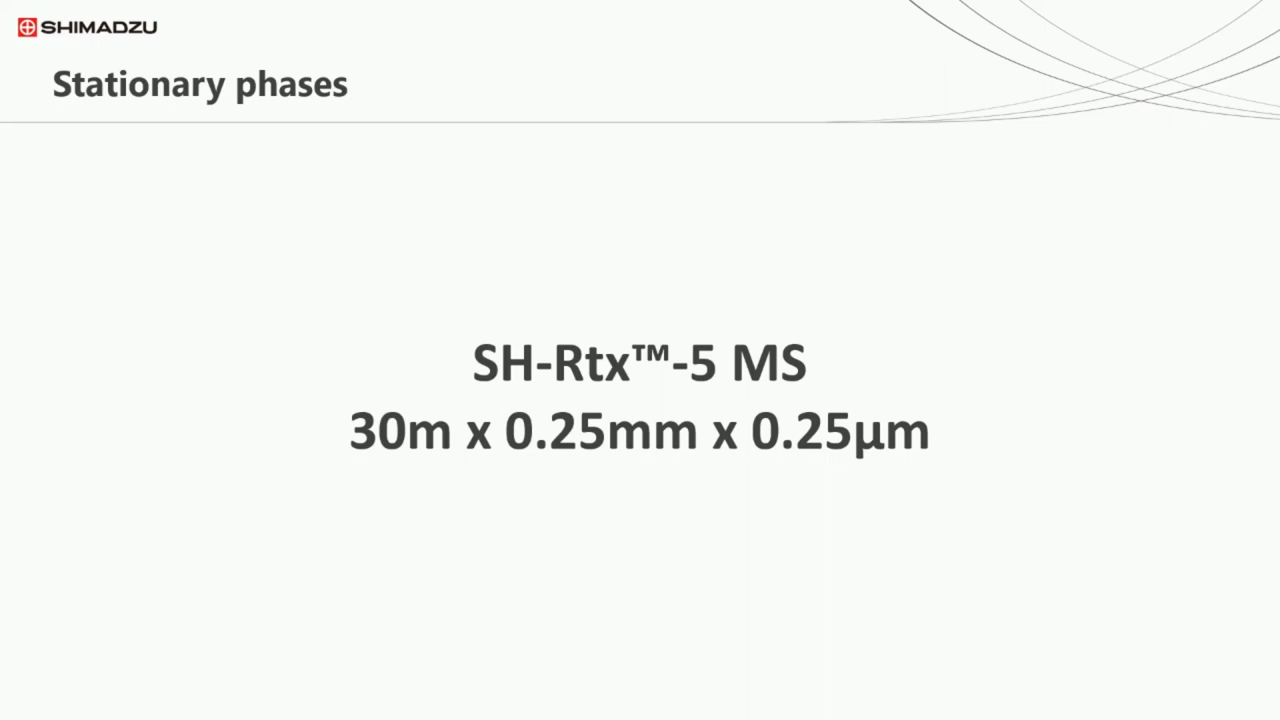 SHIMADZU
Stationary phases
SH-Rtx™-5 MS
30m x 0.25mm x 0.25µm